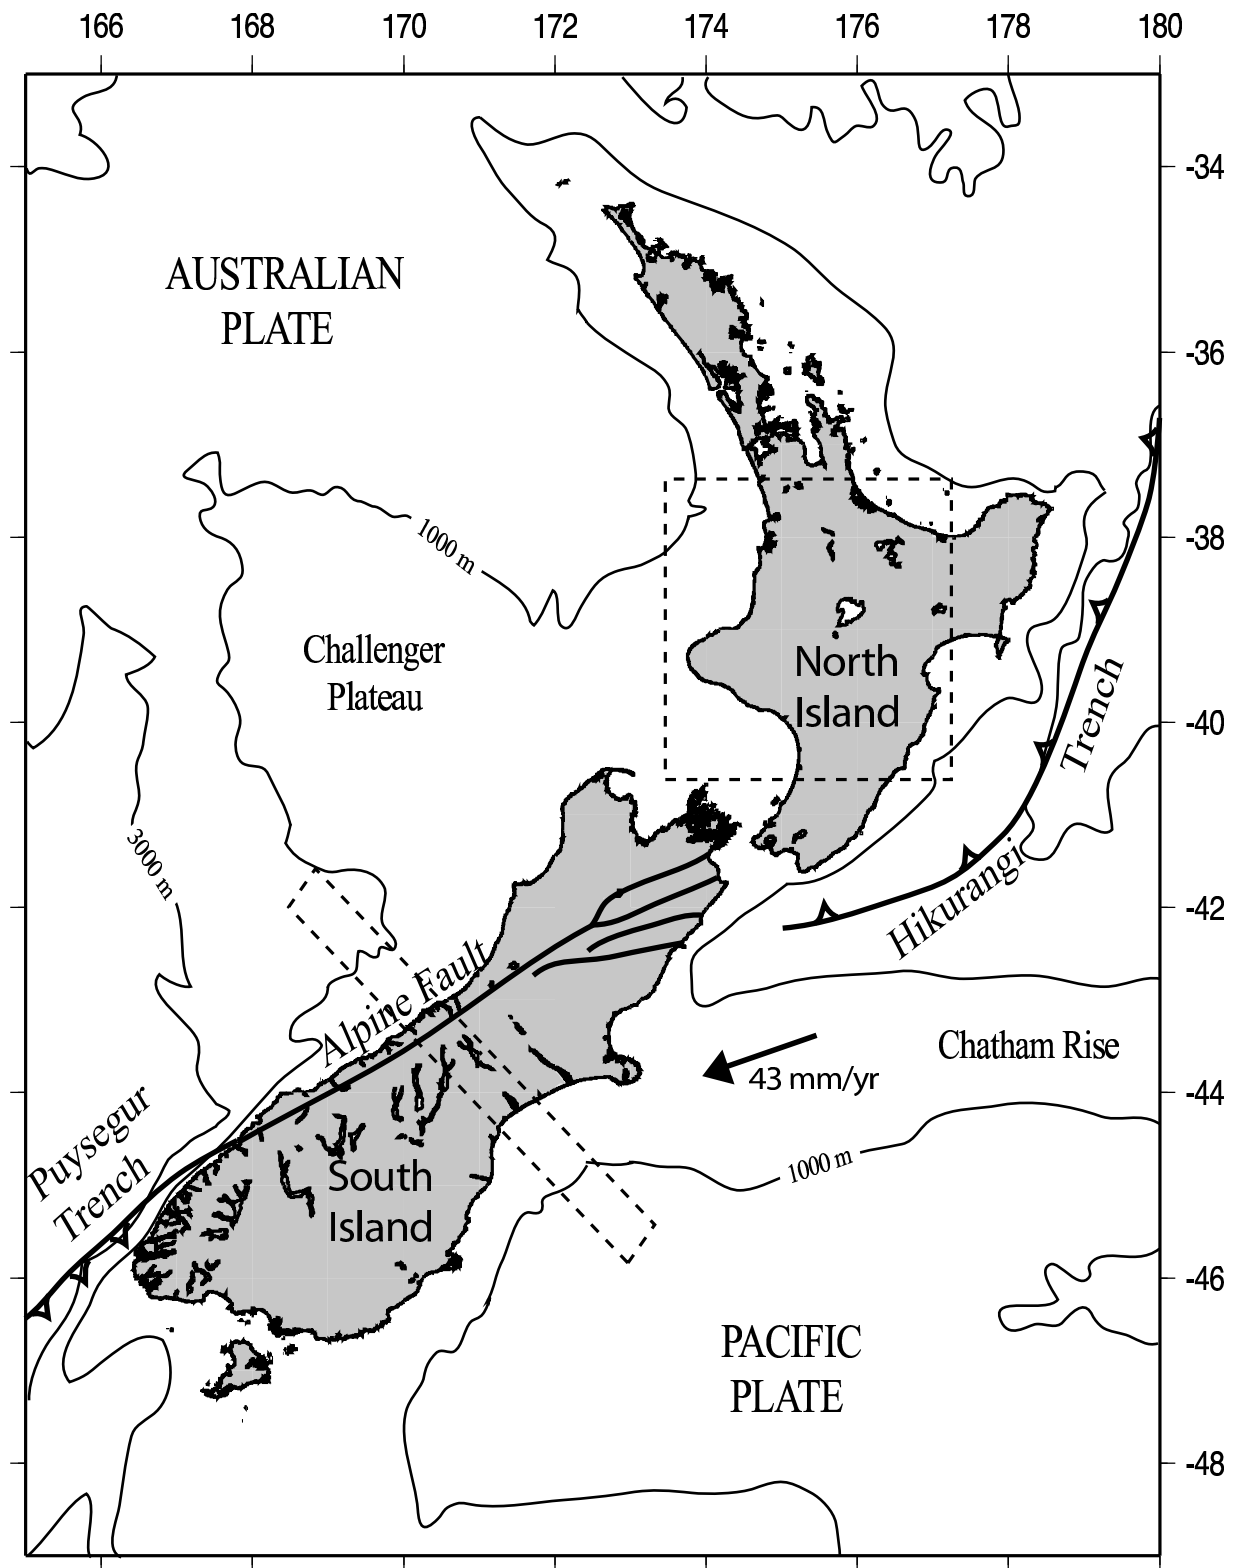 166 168 170 172 174 176 178 180
-34
AUSTRALIAN
PLATE
-36
1000 m
-38
Challenger
Plateau
North
Island
Trench
-40
3000 m
Hikurangi
-42
Alpine Fault
Chatham Rise
43 mm/yr
-44
Puysegur
Trench
South
Island
1000 m
-46
PACIFIC
PLATE
-48